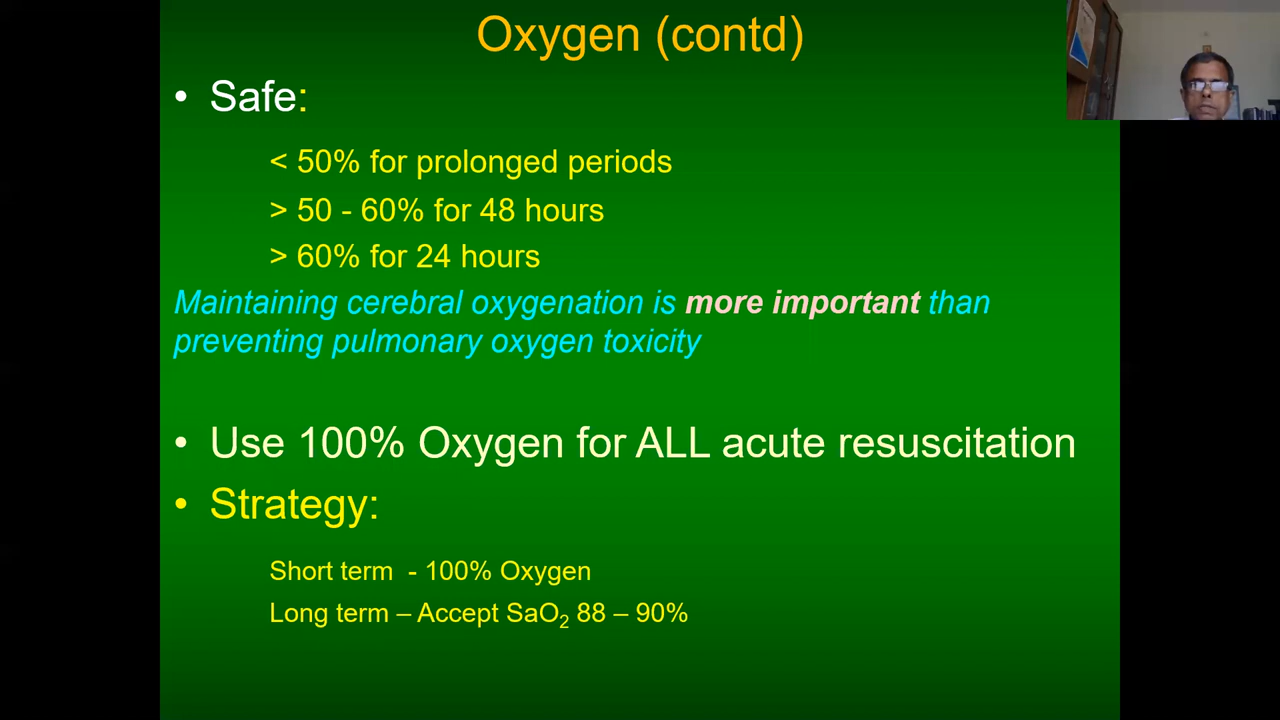 Oxygen (contd)
• Safe:
< 50% for prolonged periods
> 50 - 60% for 48 hours
> 60% for 24 hours
Maintaining cerebral oxygenation is more important than
preventing pulmonary oxygen toxicity
• Use 100% Oxygen for ALL acute resuscitation
• Strategy:
Short term - 100% Oxygen
Long term – Accept SaO₂ 88 – 90%